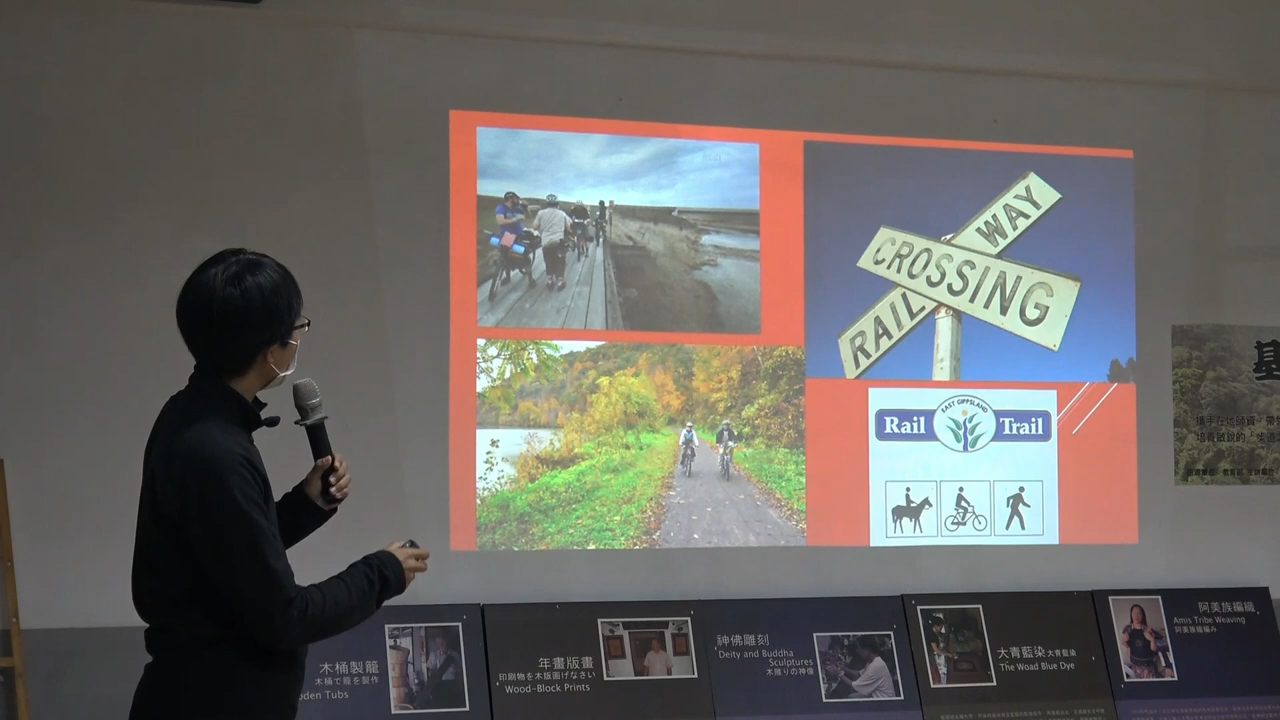 RAIL WAY
CROSSING
EAST GIPPSLAND
Rail Trail
基
木桶製籠
木桶で籠を製作
oden Tubs
年畫版畫
印刷物を木版画げなさい
Wood-Block Prints
神佛雕刻
Deity and Buddha
Sculptures
木雕りの神像
大青藍染 大青藍染
The Woad Blue Dye
阿美族編織
Amis Tribe Weaving
阿美族織編み